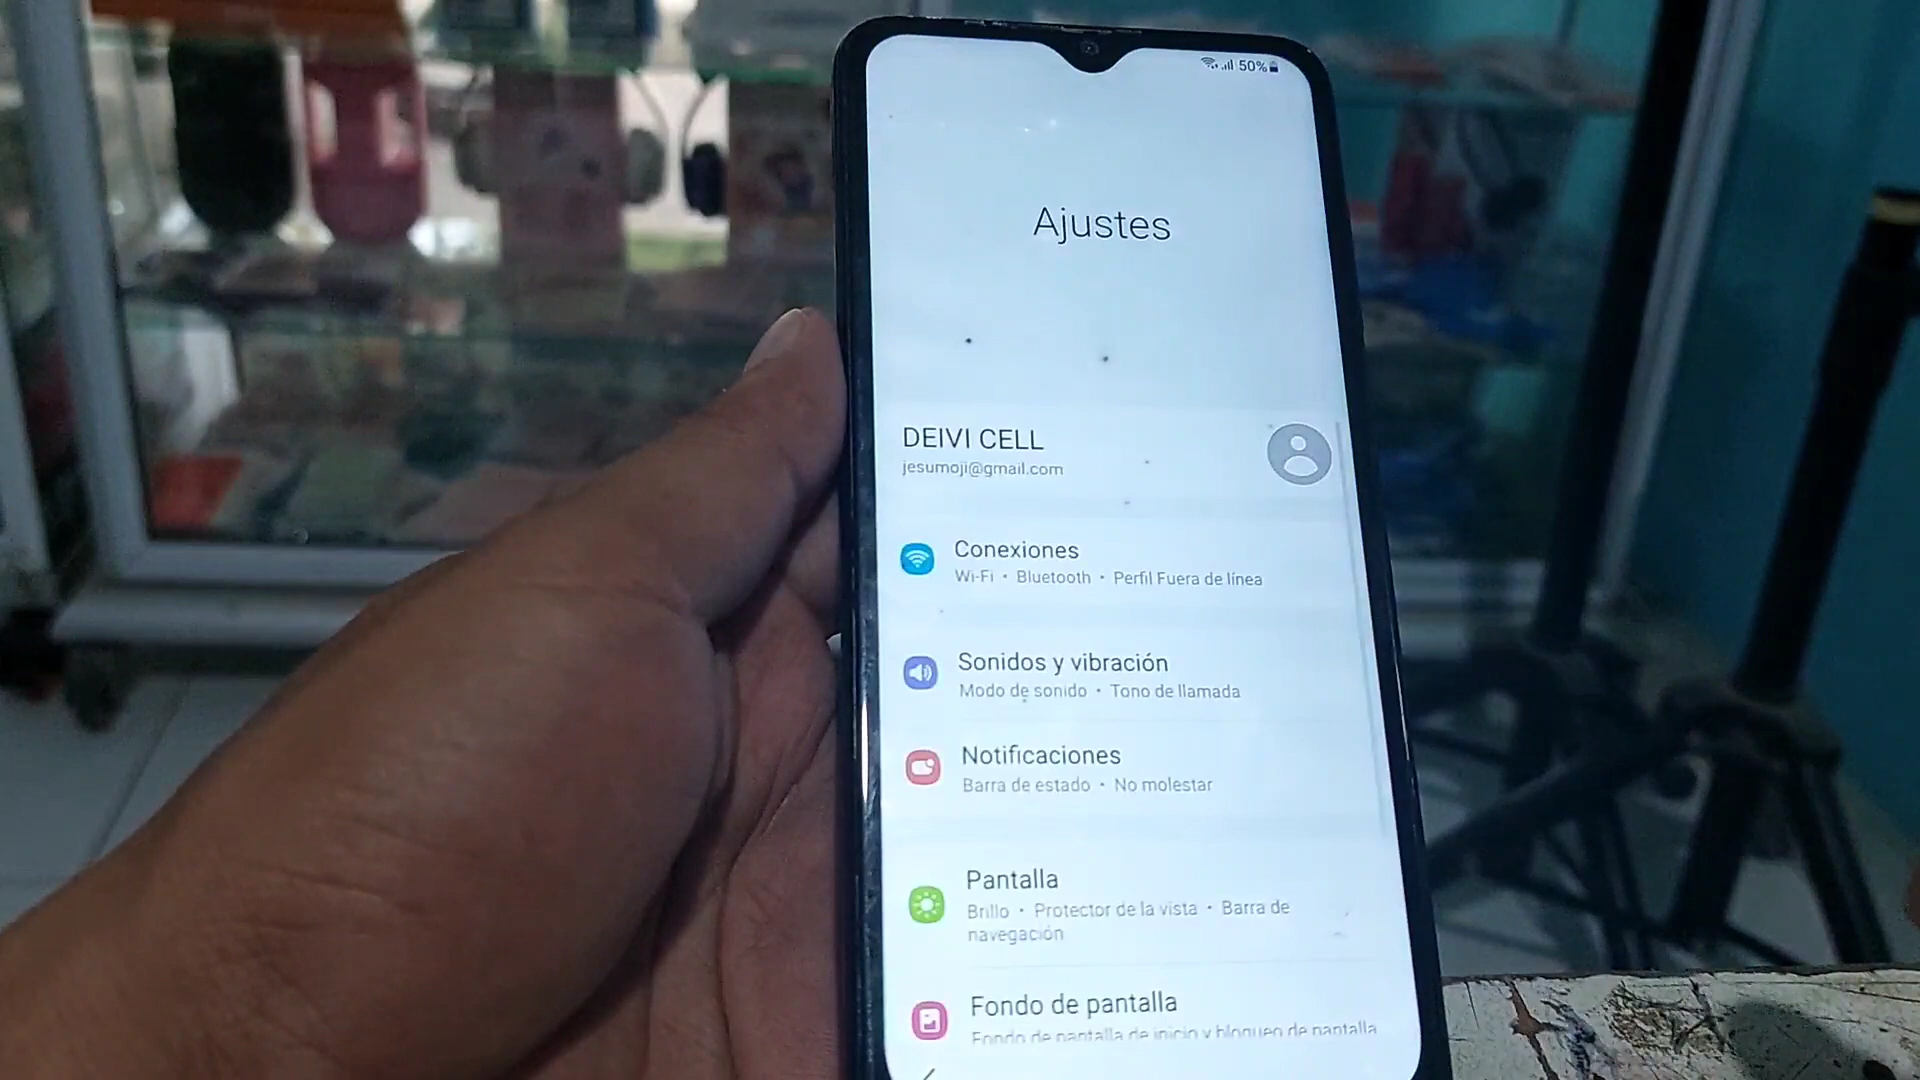 50%
Ajustes
DEIVI CELL
jesumoji@gmail.com
Conexiones
Wi-Fi • Bluetooth • Perfil Fuera de línea
Sonidos y vibración
Modo de sonido • Tono de llamada
Notificaciones
Barra de estado • No molestar
Pantalla
Brillo • Protector de la vista • Barra de
navegación
Fondo de pantalla
Fondo de pantalla de inicio y bloqueo de pantalla